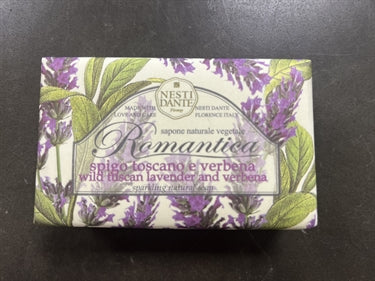 NESTI
DANTE
Firenze
MADE WITH
LOVE AND CARE
NESTI DANTE
FLORENCE ITALY
sapone naturale vegetale
Romantica
spigo toscano e verbena
wild tuscan lavender and verbena
sparkling natural soap